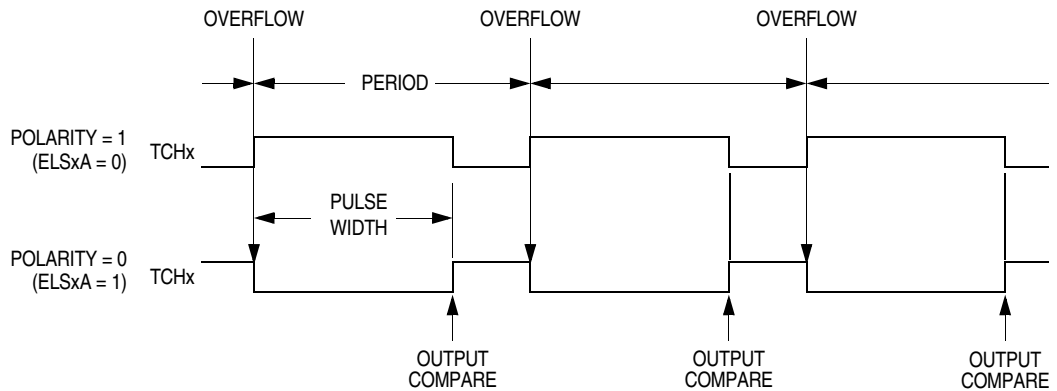 OVERFLOW OVERFLOW OVERFLOW
PERIOD
POLARITY = 1
(ELSxA = 0)
TCHx
PULSE
WIDTH
POLARITY = 0
(ELSxA = 1)
TCHx
OUTPUT
COMPARE
OUTPUT
COMPARE
OUTPUT
COMPARE